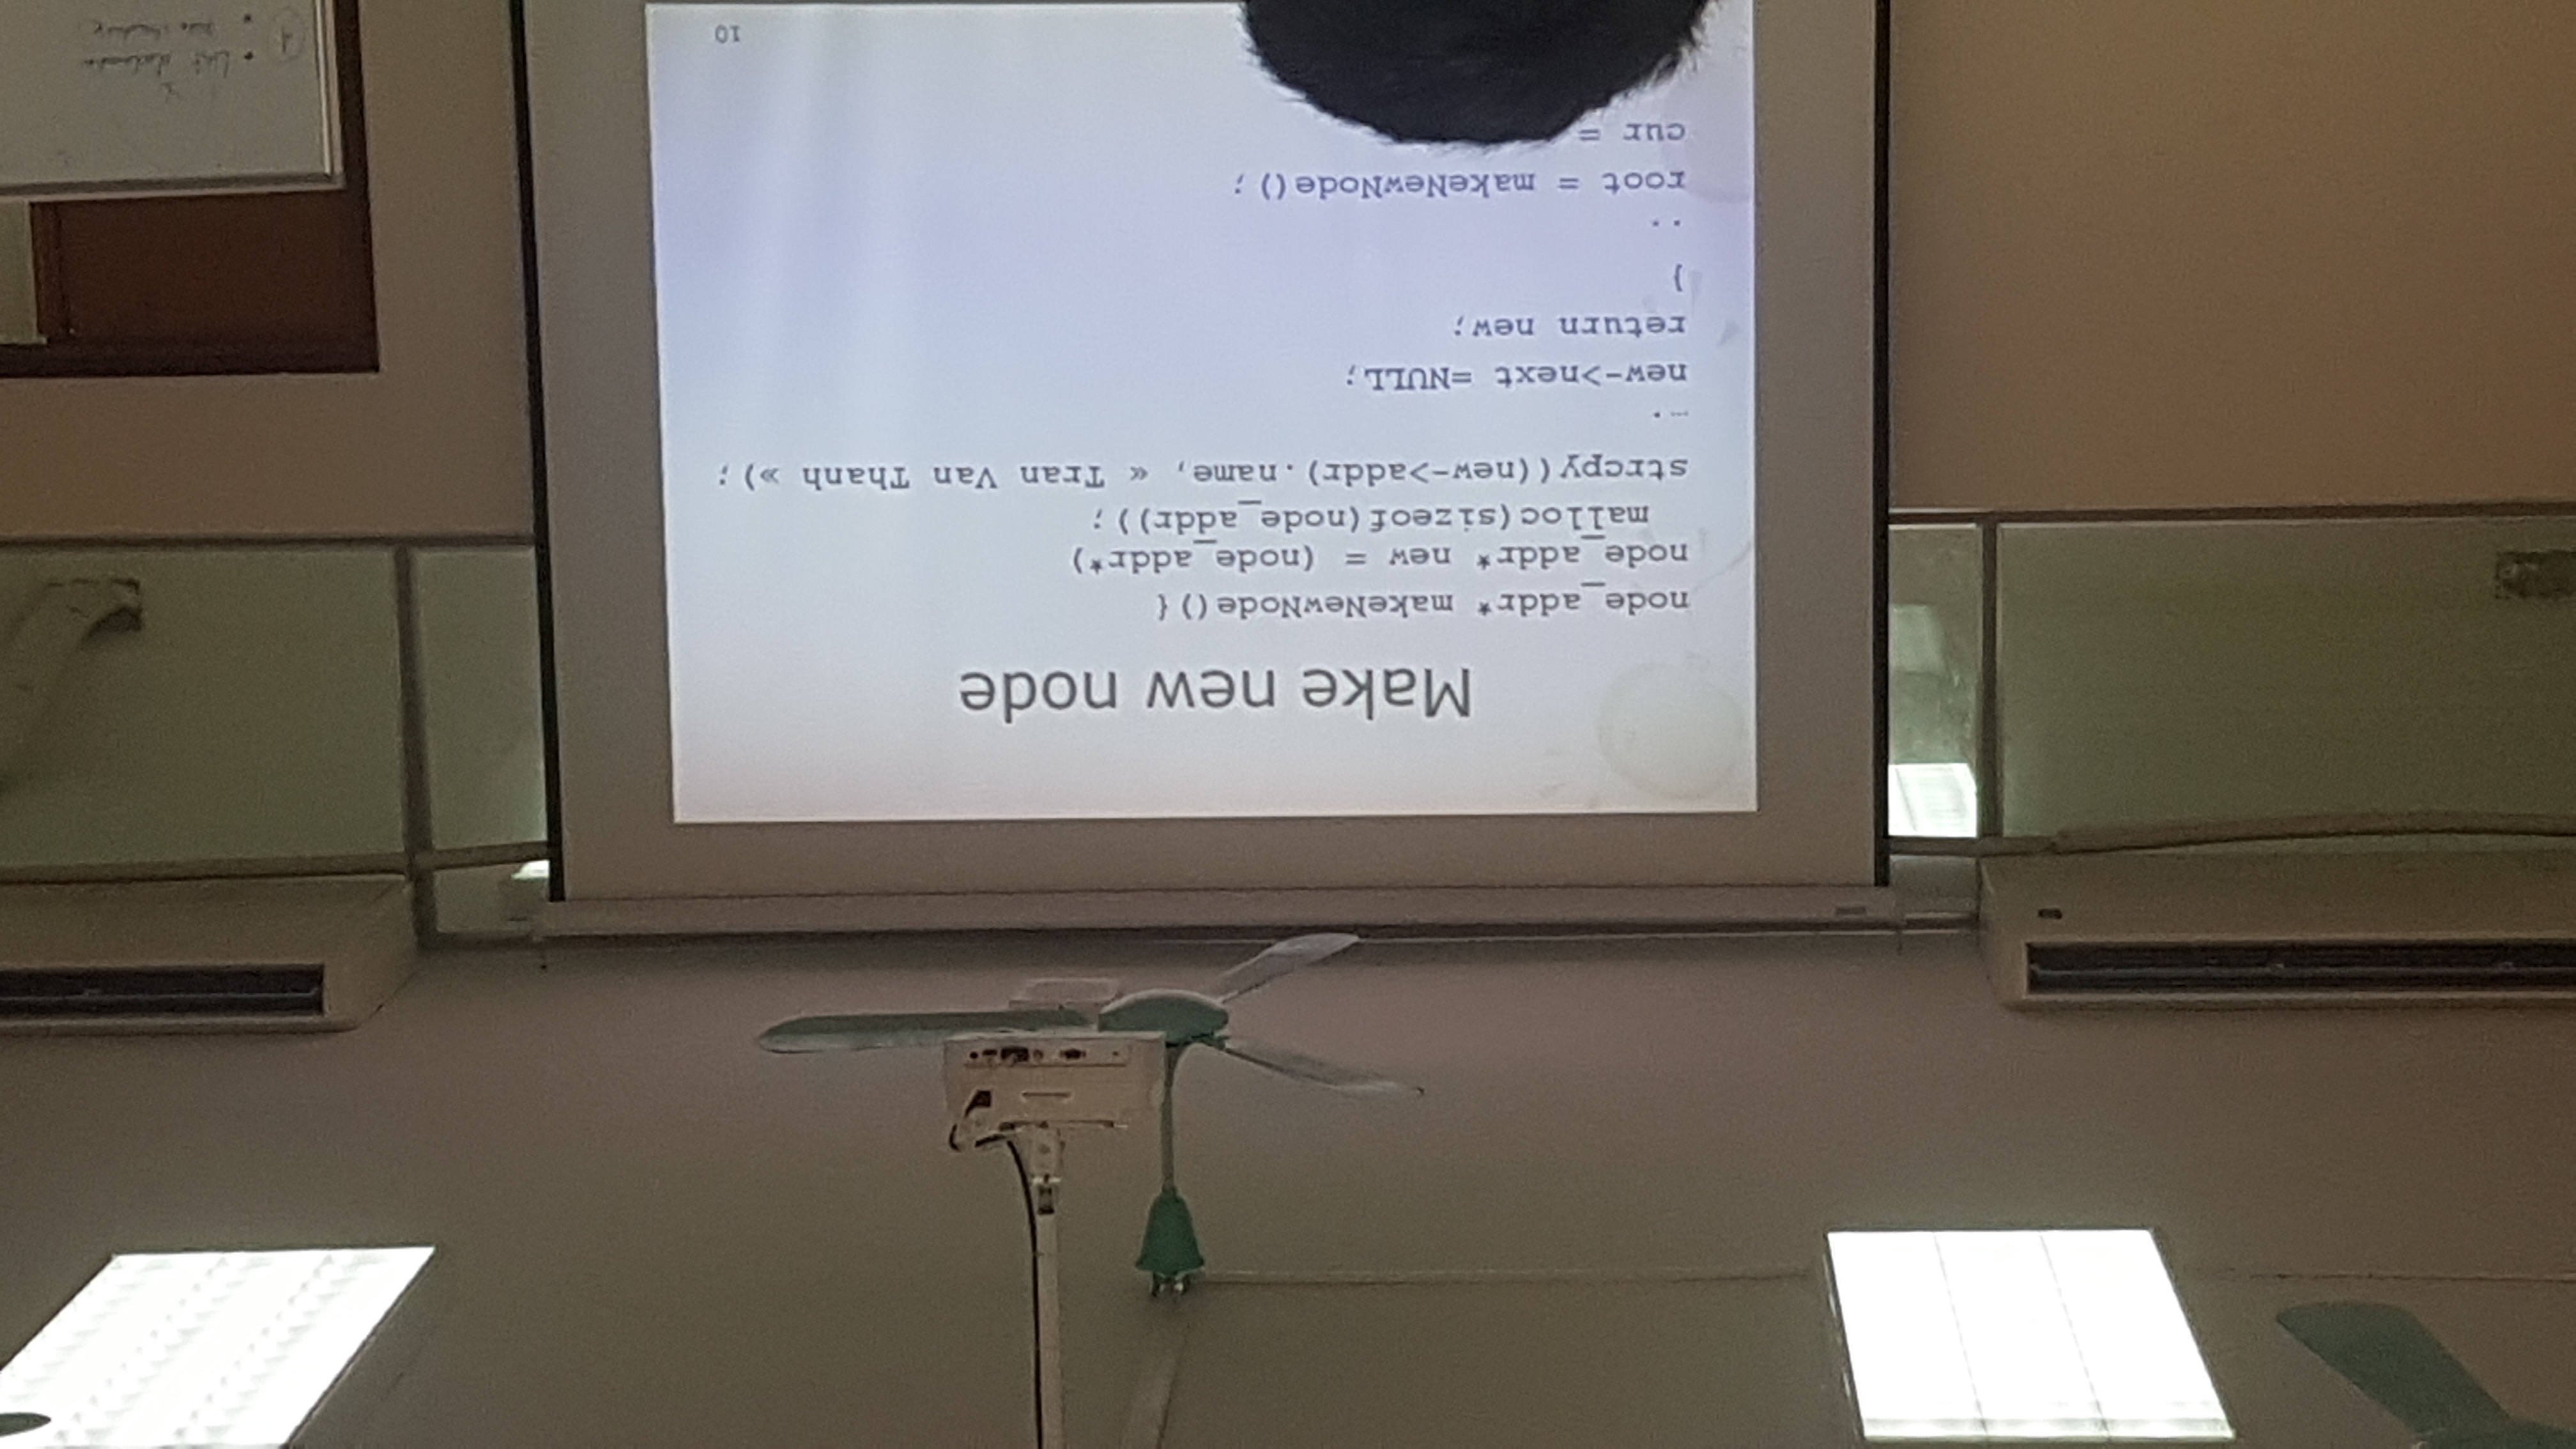 Make new node
node_addr* makeNewNode(){
node_addr* new = (node_addr*)
malloc(sizeof(node_addr));
strcpy((new->addr).name, « Tran Van Thanh »);
….
new->next =NULL;
return new;
}
..
root = makeNewNode();
cur =
10
List